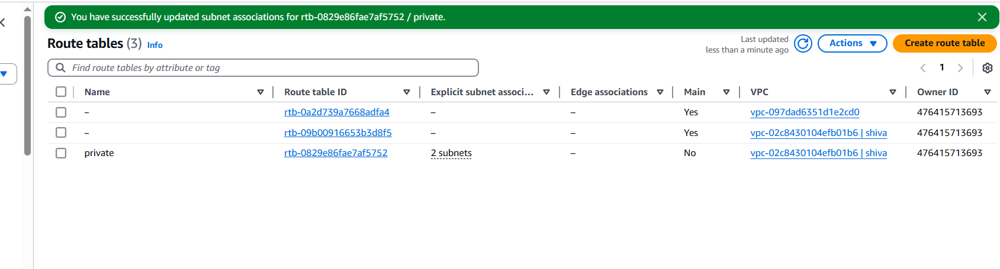 You have successfully updated subnet associations for rtb-0829e86fae7af5752 / private.
Route tables (3) Info
Last updated
less than a minute ago
Actions
Create route table
Find route tables by attribute or tag
1
Name Route table ID Explicit subnet associ... Edge associations Main VPC Owner ID
– rtb-0a2d739a7668adfa4 – – Yes vpc-097dad6351d1e2cd0 476415713693
– rtb-09b00916653b3d8f5 – – Yes vpc-02c8430104efb01b6 | shiva 476415713693
private rtb-0829e86fae7af5752 2 subnets – No vpc-02c8430104efb01b6 | shiva 476415713693